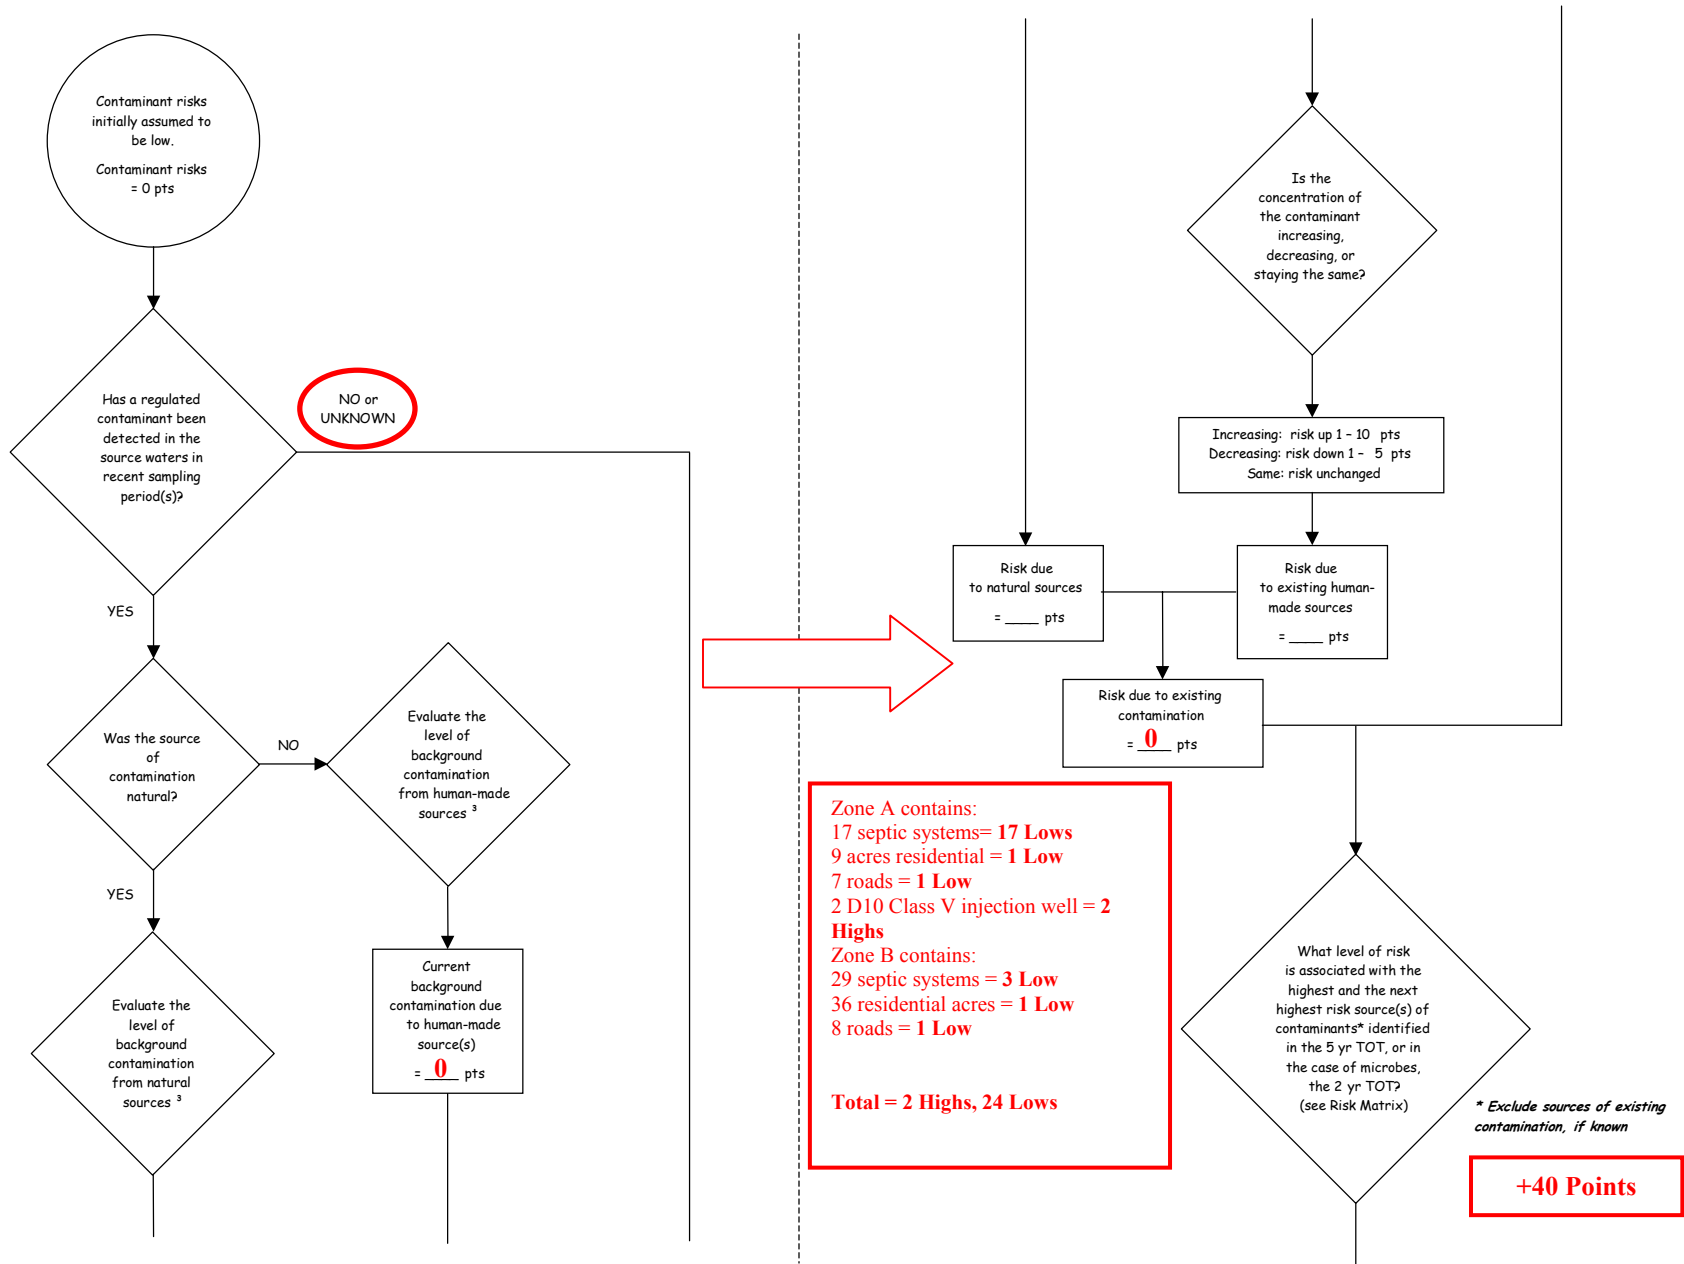 Contaminant risks
initially assumed to
be low.
Contaminant risks
= 0 pts
Has a regulated
contaminant been
detected in the
source waters in
recent sampling
period(s)?
NO or
UNKNOWN
YES
Was the source
of
contamination
natural?
NO
Evaluate the
level of
background
contamination
from human-made
sources ³
YES
Evaluate the
level of
background
contamination
from natural
sources ³
Current
background
contamination due
to human-made
source(s)
= 0 pts
Is the
concentration of
the contaminant
increasing,
decreasing, or
staying the same?
Increasing: risk up 1 – 10 pts
Decreasing: risk down 1 – 5 pts
Same: risk unchanged
Risk due
to natural sources
= ____ pts
Risk due
to existing human-
made sources
= ____ pts
Risk due to existing
contamination
= 0 pts
Zone A contains:
17 septic systems= 17 Lows
9 acres residential = 1 Low
7 roads = 1 Low
2 D10 Class V injection well = 2
Highs
Zone B contains:
29 septic systems = 3 Low
36 residential acres = 1 Low
8 roads = 1 Low
Total = 2 Highs, 24 Lows
What level of risk
is associated with the
highest and the next
highest risk source(s) of
contaminants* identified
in the 5 yr TOT, or in
the case of microbes,
the 2 yr TOT?
(see Risk Matrix)
* Exclude sources of existing
contamination, if known
+40 Points